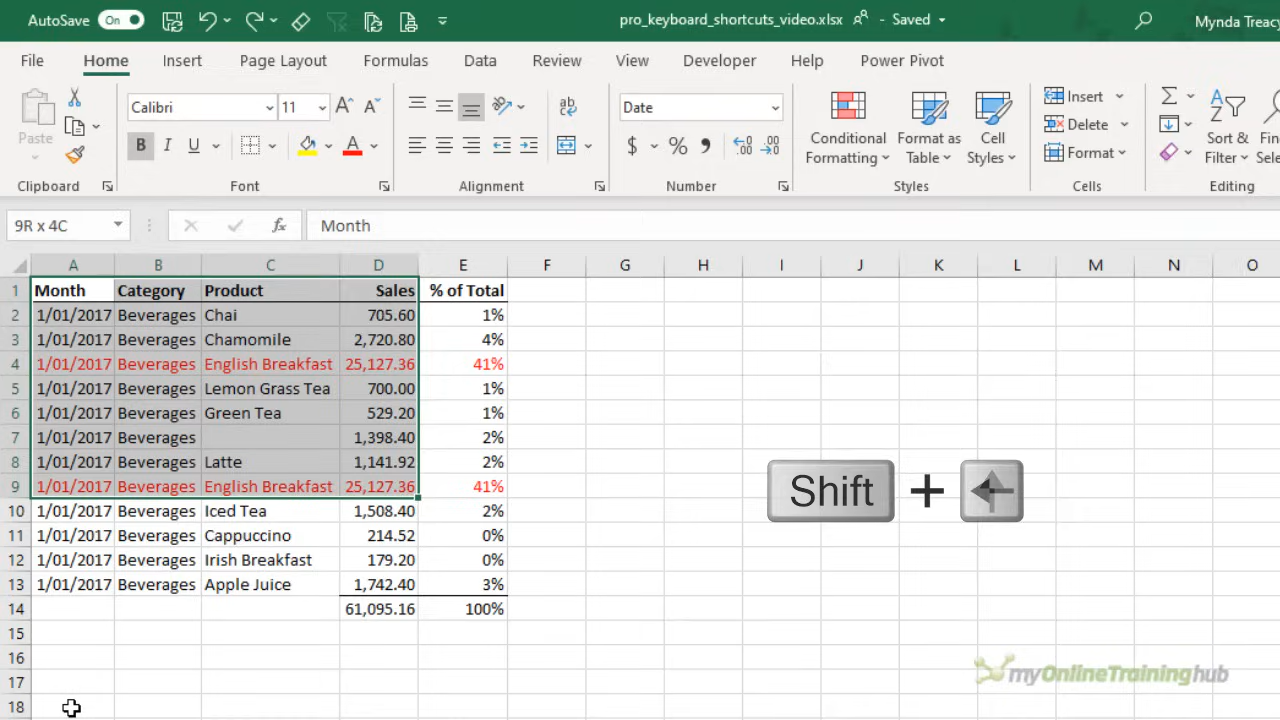 AutoSave On pro_keyboard_shortcuts_video.xlsx - Saved Mynda Treacy
File Home Insert Page Layout Formulas Data Review View Developer Help Power Pivot
Paste
Calibri 11
Date
Conditional Formatting
Format as Table
Cell Styles
Insert
Delete
Format
Sort & Filter
Clipboard Font Alignment Number Styles Cells Editing
9R x 4C fx Month
A B C D E F G H I J K L M N O
1 Month Category Product Sales % of Total
2 1/01/2017 Beverages Chai 705.60 1%
3 1/01/2017 Beverages Chamomile 2,720.80 4%
4 1/01/2017 Beverages English Breakfast 25,127.36 41%
5 1/01/2017 Beverages Lemon Grass Tea 700.00 1%
6 1/01/2017 Beverages Green Tea 529.20 1%
7 1/01/2017 Beverages 1,398.40 2%
8 1/01/2017 Beverages Latte 1,141.92 2%
9 1/01/2017 Beverages English Breakfast 25,127.36 41%
Shift +
10 1/01/2017 Beverages Iced Tea 1,508.40 2%
11 1/01/2017 Beverages Cappuccino 214.52 0%
12 1/01/2017 Beverages Irish Breakfast 179.20 0%
13 1/01/2017 Beverages Apple Juice 1,742.40 3%
14 61,095.16 100%
15
16
17
myOnlineTraininghub
18